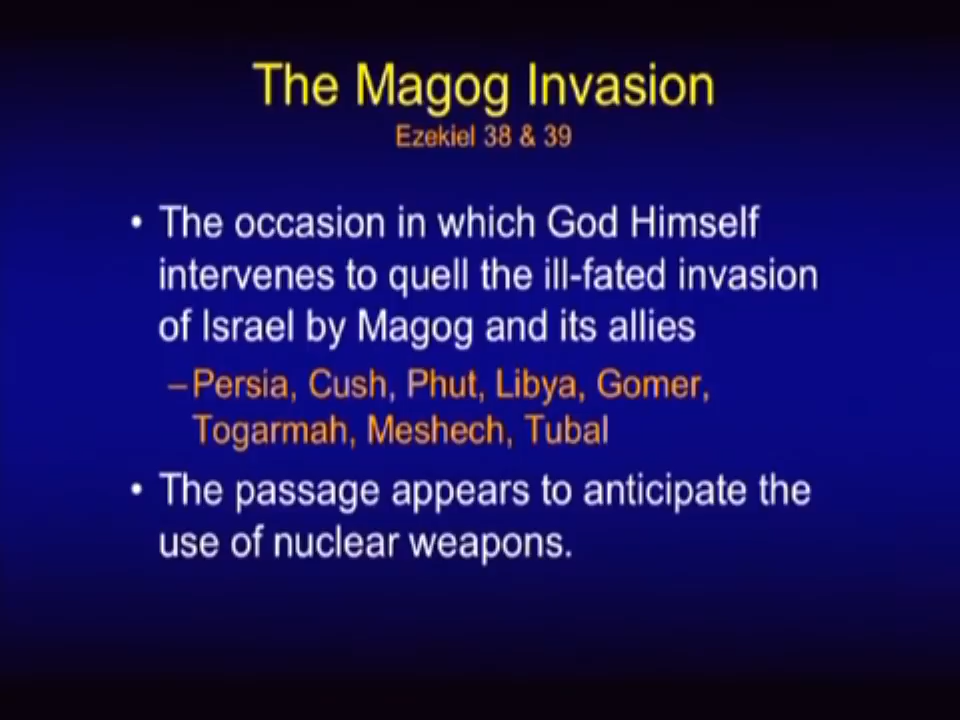 The Magog Invasion
Ezekiel 38 & 39
• The occasion in which God Himself
intervenes to quell the ill-fated invasion
of Israel by Magog and its allies
–Persia, Cush, Phut, Libya, Gomer,
Togarmah, Meshech, Tubal
• The passage appears to anticipate the
use of nuclear weapons.